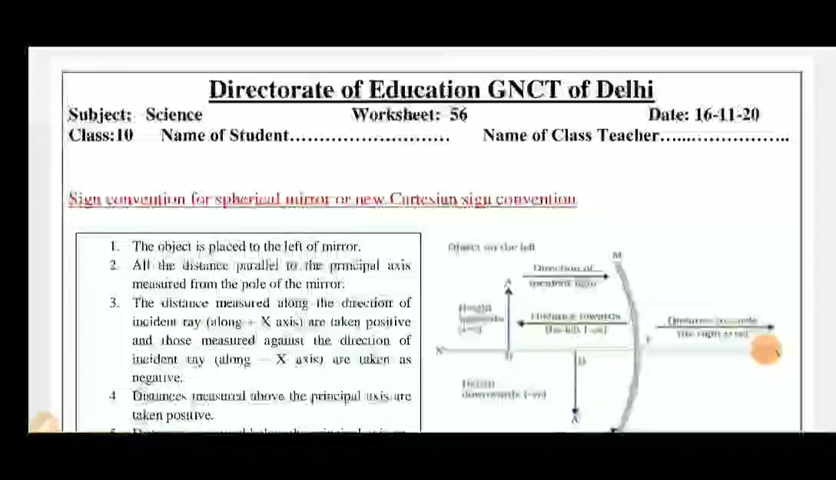 Directorate of Education GNCT of Delhi
Subject: Science Worksheet: 56 Date: 16-11-20
Class:10 Name of Student........................... Name of Class Teacher......................
Sign convention for spherical mirror or new Cartesian sign convention
1. The object is placed to the left of mirror.
2. All the distance parallel to the principal axis
measured from the pole of the mirror.
3. The distance measured along the direction of
incident ray (along + X axis) are taken positive
and those measured against the direction of
incident ray (along – X axis) are taken as
negative.
4 Distances measured above the principal axis are
taken positive.
Object on the left
M
Direction of
incident light
A
Height
Distance towards
the left (-ve)
Distance towards
the right (+ve)
X
B
P
B
Height
downwards (-ve)
A'